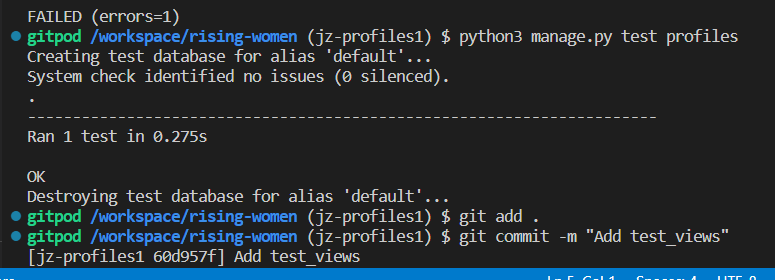 FAILED (errors=1)
gitpod /workspace/rising-women (jz-profiles1) $ python3 manage.py test profiles
Creating test database for alias 'default'...
System check identified no issues (0 silenced).
.
----------------------------------------------------------------------
Ran 1 test in 0.275s
OK
Destroying test database for alias 'default'...
gitpod /workspace/rising-women (jz-profiles1) $ git add .
gitpod /workspace/rising-women (jz-profiles1) $ git commit -m "Add test_views"
[jz-profiles1 60d957f] Add test_views